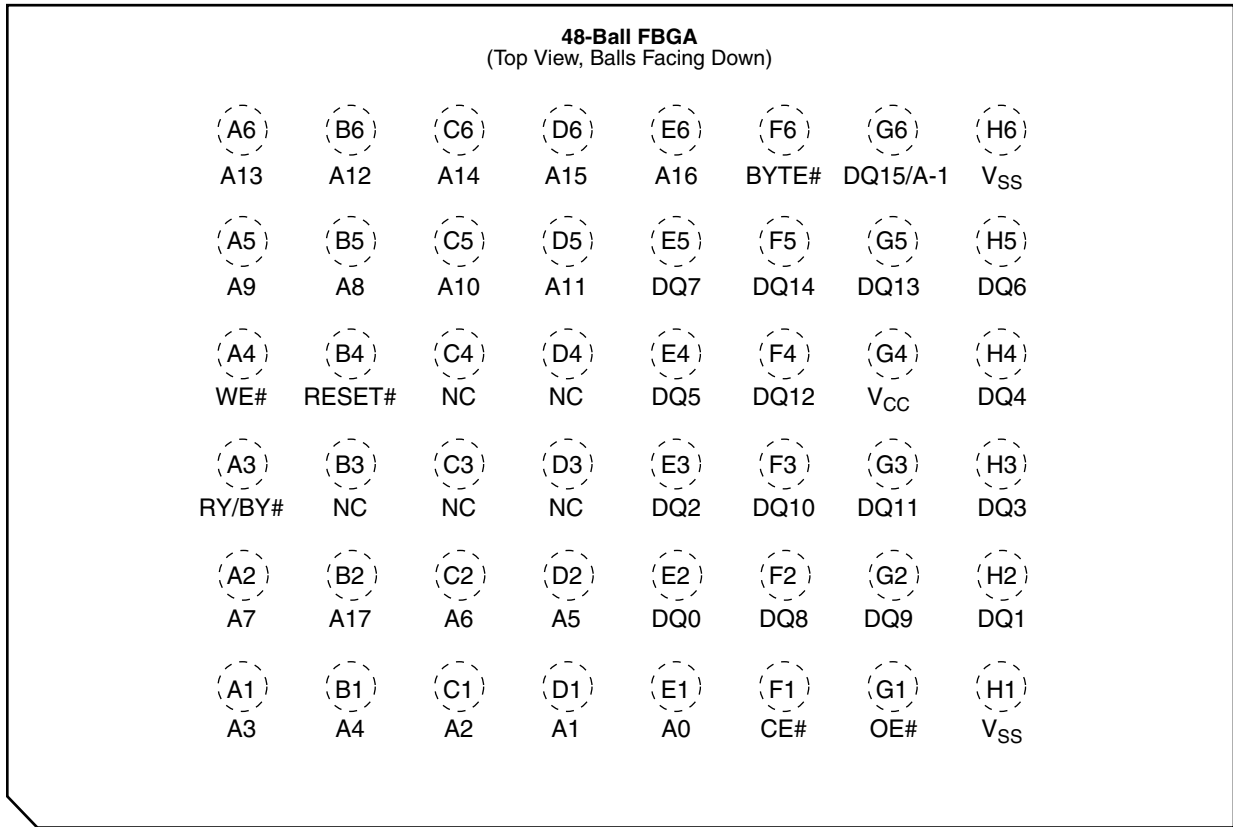 48-Ball FBGA
(Top View, Balls Facing Down)
A6 B6 C6 D6 E6 F6 G6 H6
A13 A12 A14 A15 A16 BYTE# DQ15/A-1 VSS
A5 B5 C5 D5 E5 F5 G5 H5
A9 A8 A10 A11 DQ7 DQ14 DQ13 DQ6
A4 B4 C4 D4 E4 F4 G4 H4
WE# RESET# NC NC DQ5 DQ12 VCC DQ4
A3 B3 C3 D3 E3 F3 G3 H3
RY/BY# NC NC NC DQ2 DQ10 DQ11 DQ3
A2 B2 C2 D2 E2 F2 G2 H2
A7 A17 A6 A5 DQ0 DQ8 DQ9 DQ1
A1 B1 C1 D1 E1 F1 G1 H1
A3 A4 A2 A1 A0 CE# OE# VSS